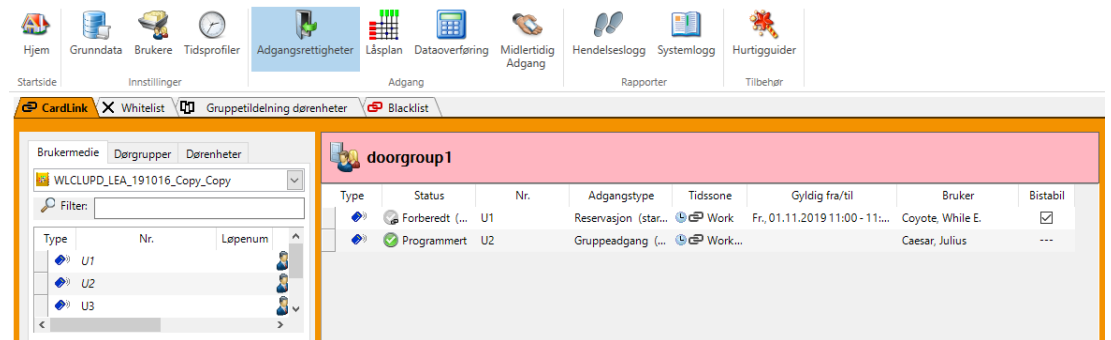 Hjem Grunndata Brukere Tidsprofiler Adgangsrettigheter Låsplan Dataoverføring Midlertidig Adgang Hendelseslogg Systemlogg Hurtigguider
Startside Innstillinger Adgang Rapporter Tilbehør
CardLink Whitelist Gruppetildelning dørenheter Blacklist
Brukermedie Dørgrupper Dørenheter
WLCLUPD_LEA_191016_Copy_Copy
Filter:
Type Nr. Løpenum
U1
U2
U3
doorgroup1
Type Status Nr. Adgangstype Tidssone Gyldig fra/til Bruker Bistabil
Forberedt (... U1 Reservasjon (star... Work Fr., 01.11.2019 11:00 - 11:... Coyote, While E.
Programmert U2 Gruppeadgang (... Work... Caesar, Julius ---